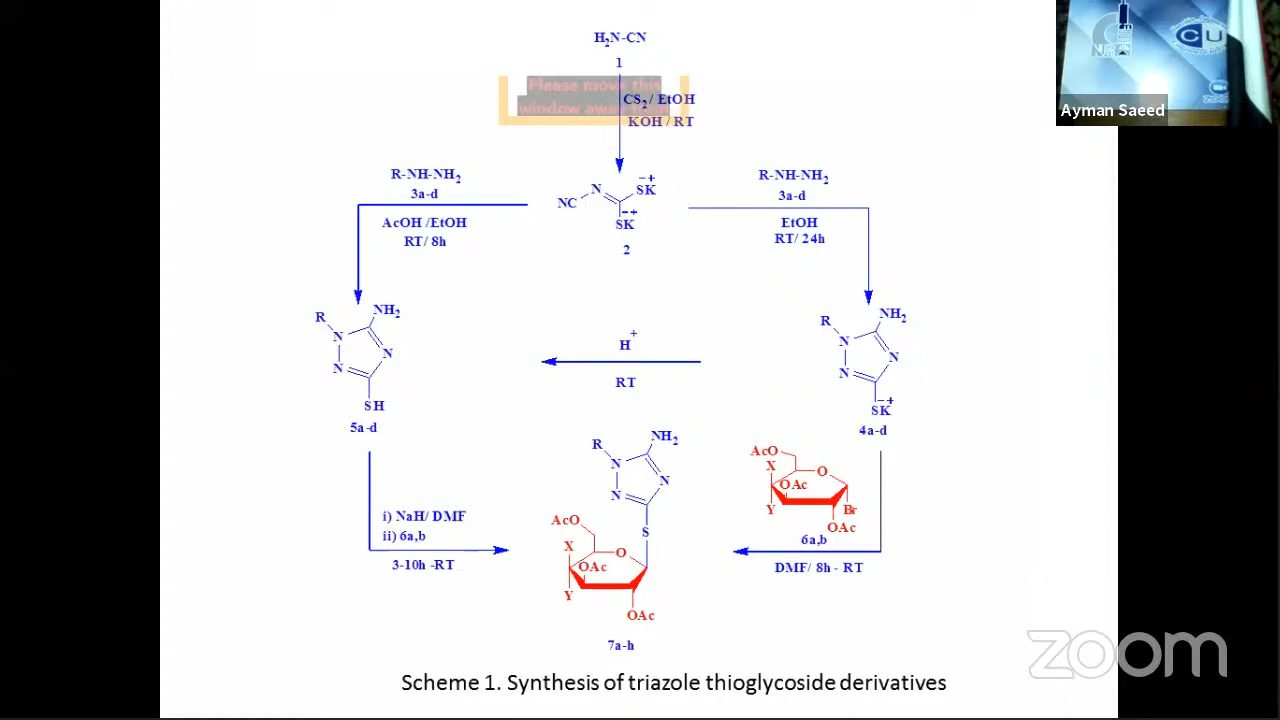 H₂N-CN
1
Please move this
window away
CS₂ / EtOH
KOH / RT
R-NH-NH₂
3a-d
AcOH /EtOH
RT/ 8h
NC
N
SK
− +
SK
− +
2
R-NH-NH₂
3a-d
EtOH
RT/ 24h
R
NH₂
N
N
N
SH
5a-d
H⁺
RT
R
NH₂
N
N
N
SK
− +
4a-d
i) NaH/ DMF
ii) 6a,b
3-10h -RT
R
NH₂
N
N
N
S
AcO
X
O
OAc
Y
OAc
7a-h
AcO
X
O
OAc
Y
Br
OAc
6a,b
DMF/ 8h - RT
Scheme 1. Synthesis of triazole thioglycoside derivatives
Ayman Saeed
CU
zoom